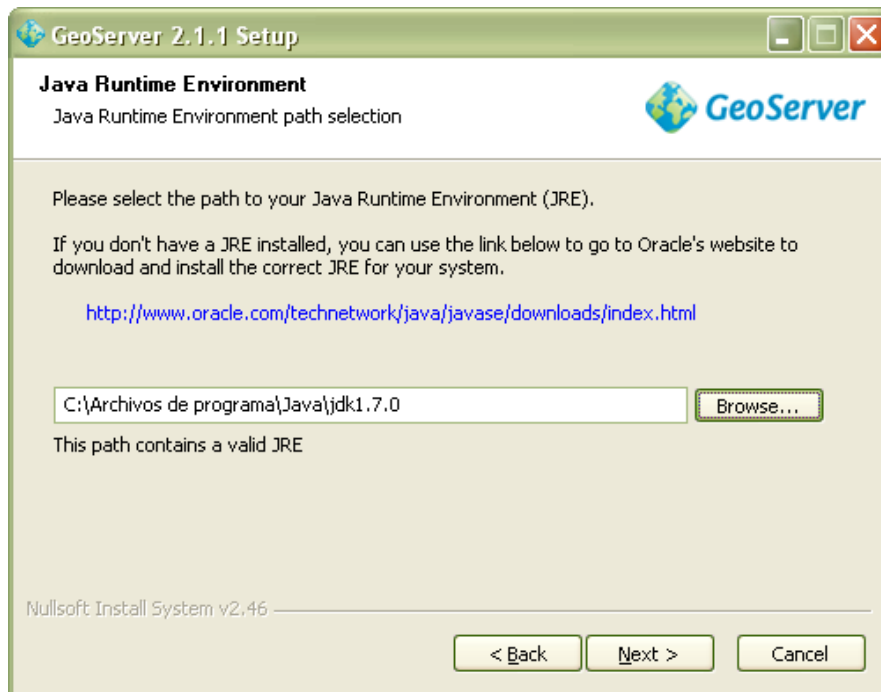 GeoServer 2.1.1 Setup
Java Runtime Environment
Java Runtime Environment path selection
GeoServer
Please select the path to your Java Runtime Environment (JRE).
If you don't have a JRE installed, you can use the link below to go to Oracle's website to
download and install the correct JRE for your system.
http://www.oracle.com/technetwork/java/javase/downloads/index.html
C:\Archivos de programa\Java\jdk1.7.0
Browse...
This path contains a valid JRE
Nullsoft Install System v2.46
< Back
Next >
Cancel